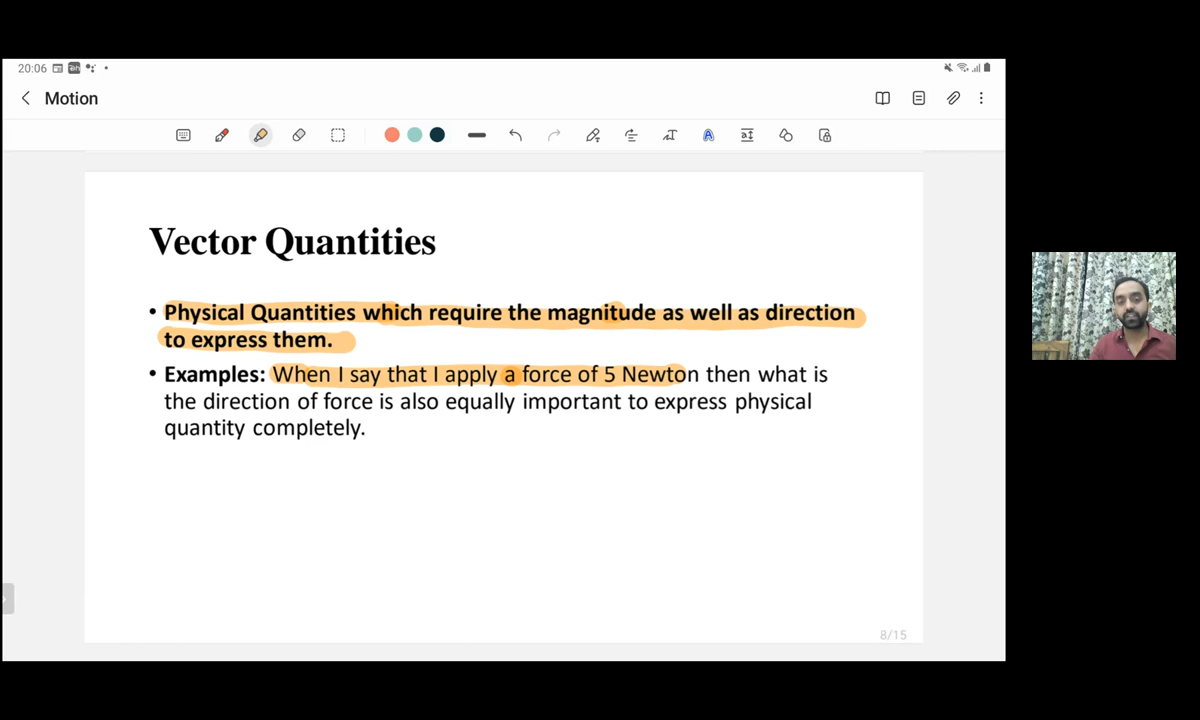 20:06
Motion
Vector Quantities
• Physical Quantities which require the magnitude as well as direction
to express them.
• Examples: When I say that I apply a force of 5 Newton then what is
the direction of force is also equally important to express physical
quantity completely.
8/15